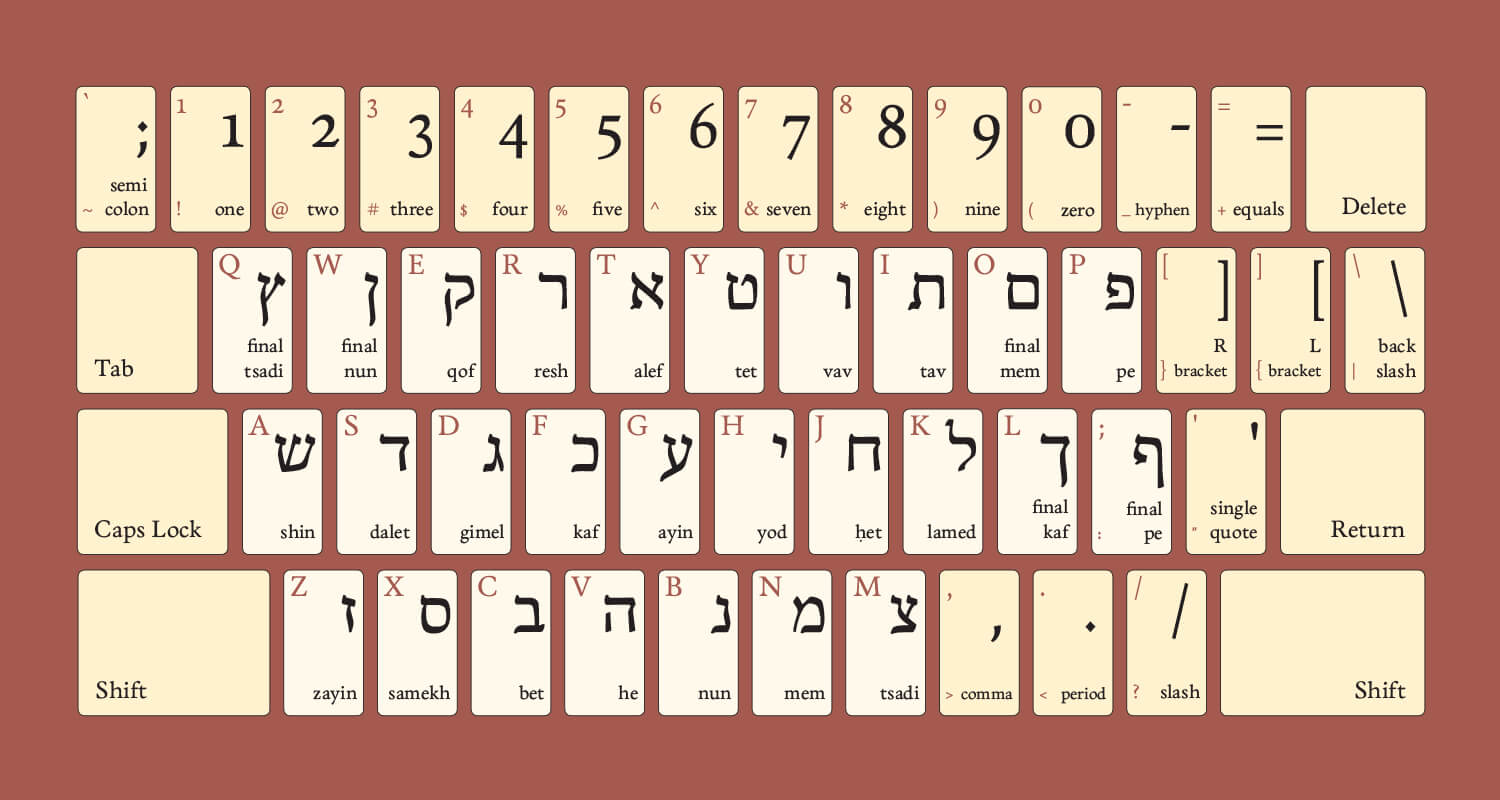 ` ;
semi
~ colon
1 1
! one
2 2
@ two
3 3
# three
4 4
$ four
5 5
% five
6 6
^ six
7 7
& seven
8 8
* eight
9 9
) nine
0 0
( zero
- -
_ hyphen
= =
+ equals
Delete
Tab
Q ץ
final
tsadi
W ן
final
nun
E ק
qof
R ר
resh
T א
alef
Y ט
tet
U ו
vav
I ת
tav
O ם
final
mem
P פ
pe
[ ]
R
} bracket
] [
L
{ bracket
\ \
back
| slash
Caps Lock
A ש
shin
S ד
dalet
D ג
gimel
F כ
kaf
G ע
ayin
H י
yod
J ח
ḥet
K ל
lamed
L ך
final
kaf
; ף
final
: pe
' '
single
" quote
Return
Shift
Z ז
zayin
X ס
samekh
C ב
bet
V ה
he
B נ
nun
N מ
mem
M צ
tsadi
, ,
> comma
. .
< period
/ /
? slash
Shift